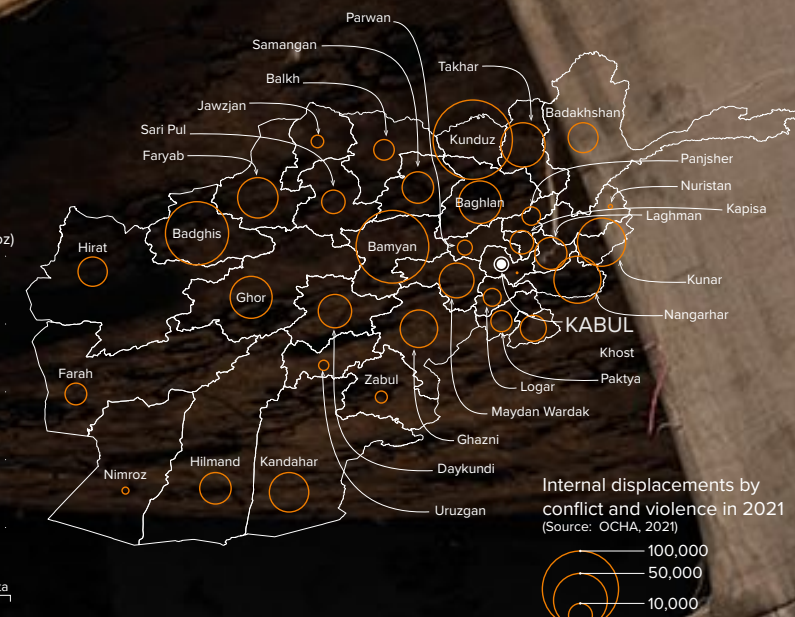 Parwan
Samangan
Takhar
Balkh
Jawzjan
Badakhshan
Sari Pul
Kunduz
Faryab
Panjsher
Nuristan
Baghlan
Kapisa
Laghman
Badghis
oz)
Hirat
Bamyan
Kunar
Ghor
Nangarhar
KABUL
Khost
Farah
Zabul
Paktya
Logar
Maydan Wardak
Ghazni
Nimroz
Hilmand
Kandahar
Daykundi
Uruzgan
Internal displacements by
conflict and violence in 2021
(Source: OCHA, 2021)
100,000
50,000
10,000
ta